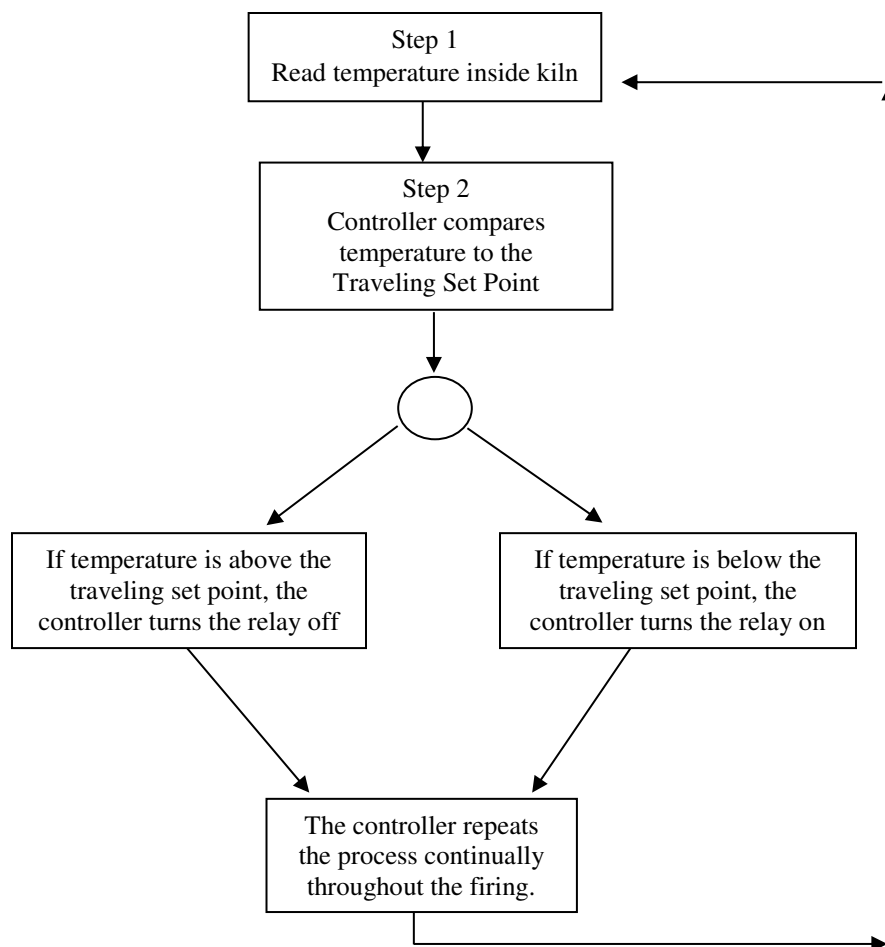 Step 1
Read temperature inside kiln
Step 2
Controller compares
temperature to the
Traveling Set Point
If temperature is above the
traveling set point, the
controller turns the relay off
If temperature is below the
traveling set point, the
controller turns the relay on
The controller repeats
the process continually
throughout the firing.